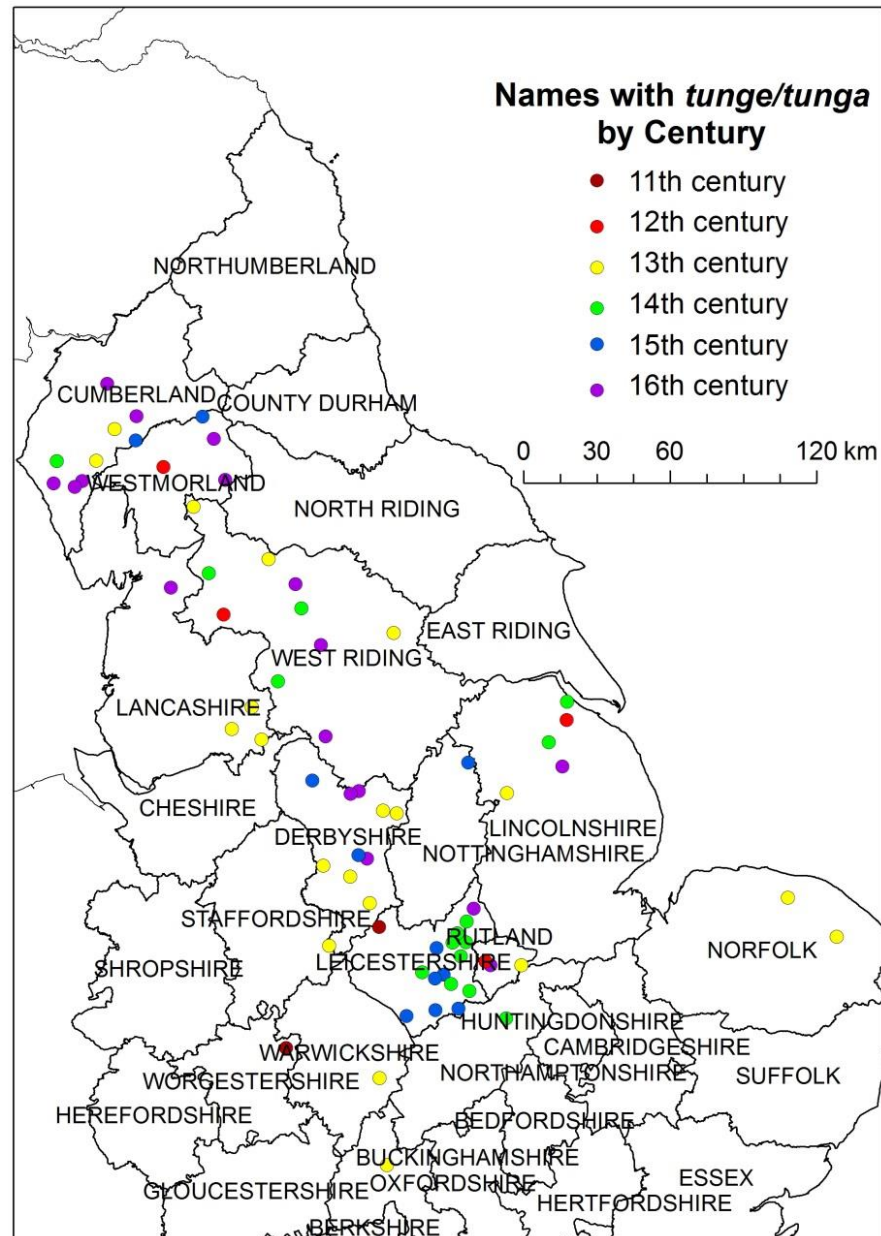 Names with tunge/tunga
by Century
11th century
12th century
13th century
14th century
15th century
16th century
0 30 60 120 km
NORTHUMBERLAND
CUMBERLAND
COUNTY DURHAM
WESTMORLAND
NORTH RIDING
EAST RIDING
WEST RIDING
LANCASHIRE
CHESHIRE
LINCOLNSHIRE
DERBYSHIRE
NOTTINGHAMSHIRE
STAFFORDSHIRE
RUTLAND
NORFOLK
LEICESTERSHIRE
SHROPSHIRE
HUNTINGDONSHIRE
CAMBRIDGESHIRE
WARWICKSHIRE
NORTHAMPTONSHIRE
SUFFOLK
WORCESTERSHIRE
HEREFORDSHIRE
BEDFORDSHIRE
BUCKINGHAMSHIRE
ESSEX
GLOUCESTERSHIRE
OXFORDSHIRE
HERTFORDSHIRE
BERKSHIRE